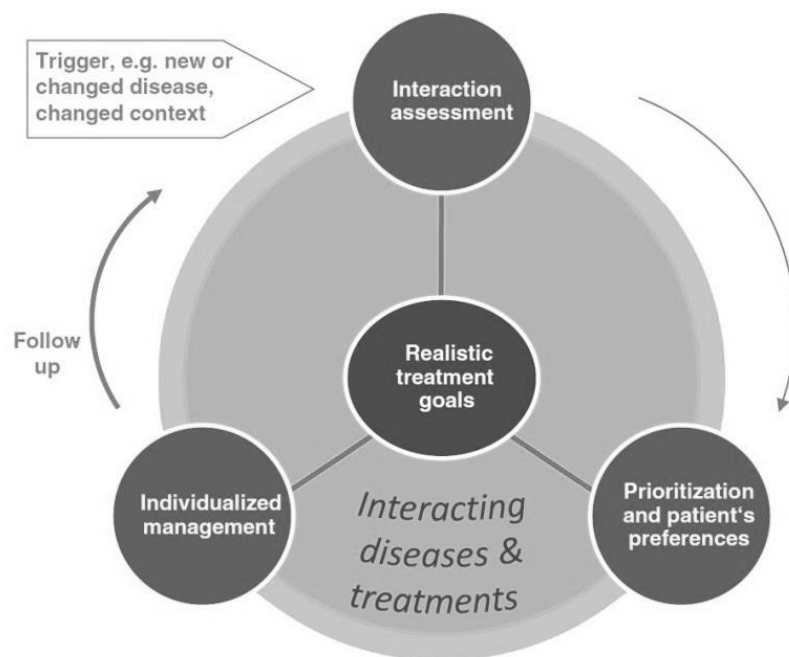 Trigger, e.g. new or
changed disease,
changed context
Interaction
assessment
Follow
up
Realistic
treatment
goals
Individualized
management
Prioritization
and patient‘s
preferences
Interacting
diseases &
treatments